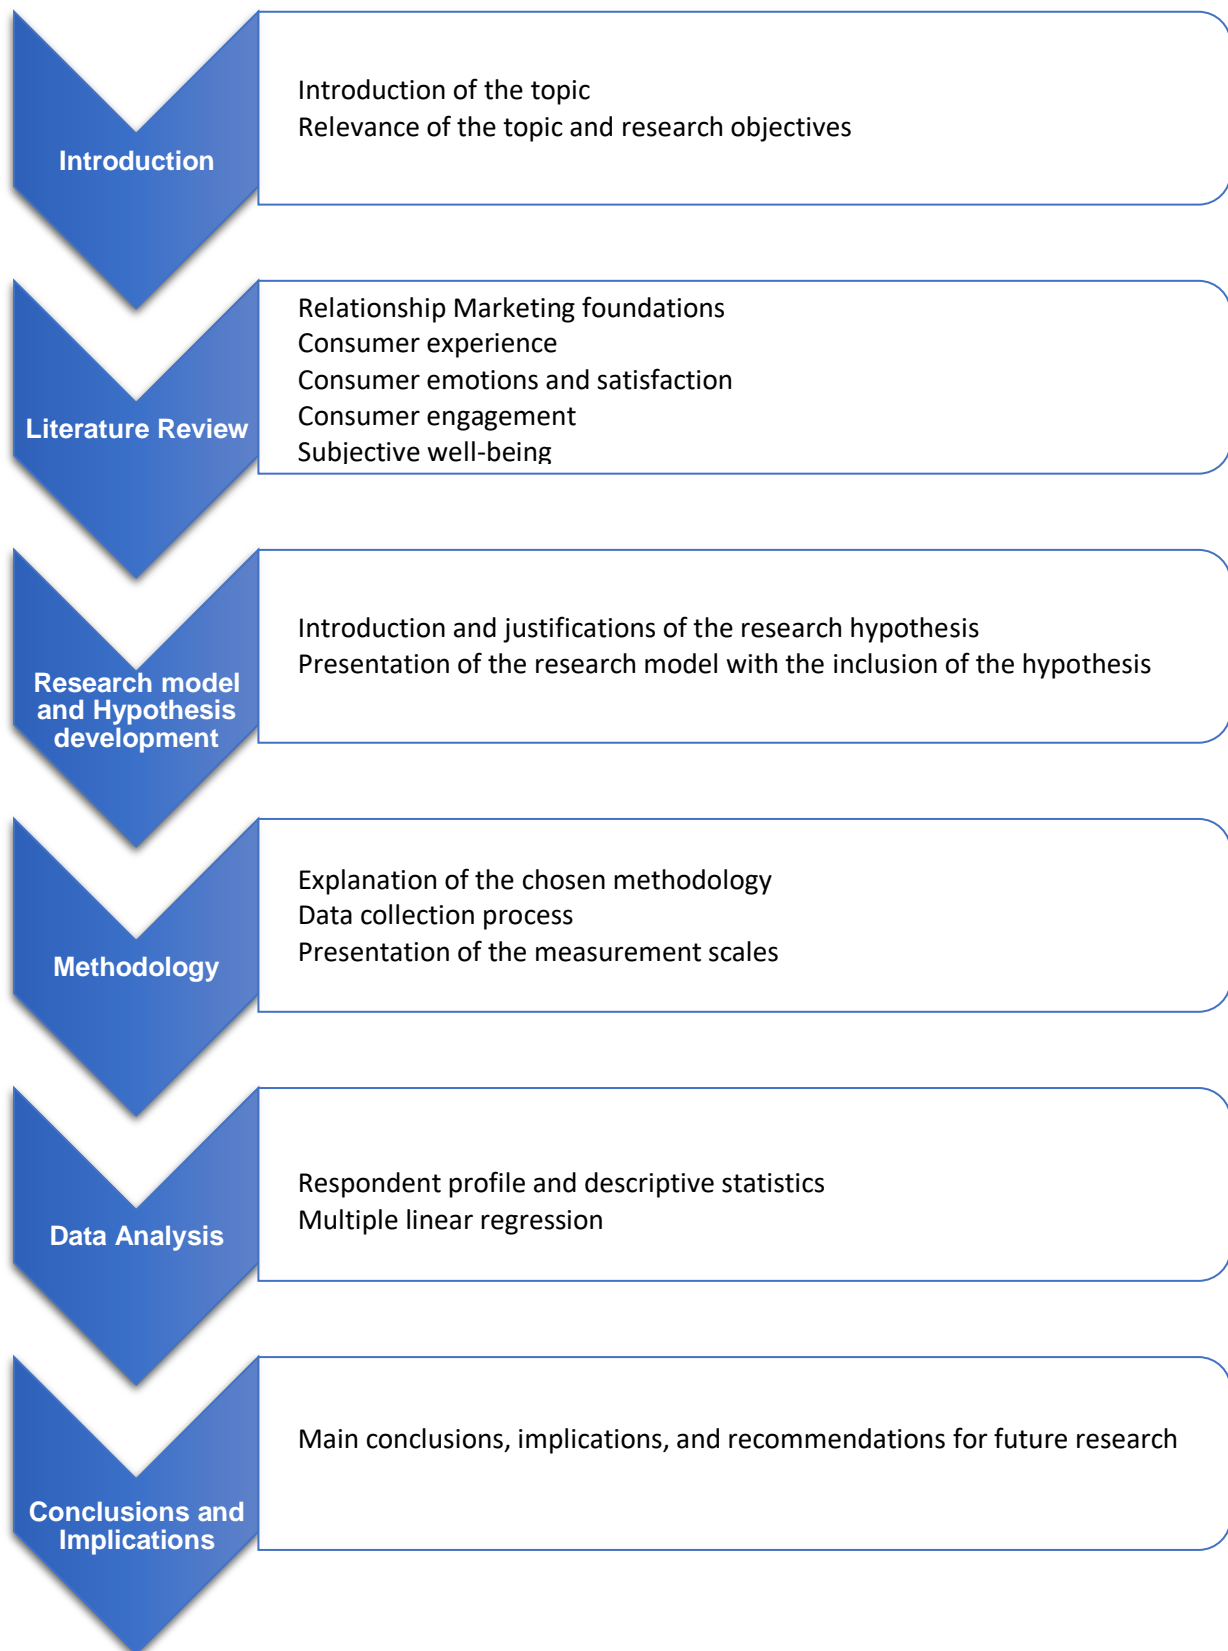 Introduction
Introduction of the topic
Relevance of the topic and research objectives
Literature Review
Relationship Marketing foundations
Consumer experience
Consumer emotions and satisfaction
Consumer engagement
Subjective well-being
Research model
and Hypothesis
development
Introduction and justifications of the research hypothesis
Presentation of the research model with the inclusion of the hypothesis
Methodology
Explanation of the chosen methodology
Data collection process
Presentation of the measurement scales
Data Analysis
Respondent profile and descriptive statistics
Multiple linear regression
Conclusions and
Implications
Main conclusions, implications, and recommendations for future research